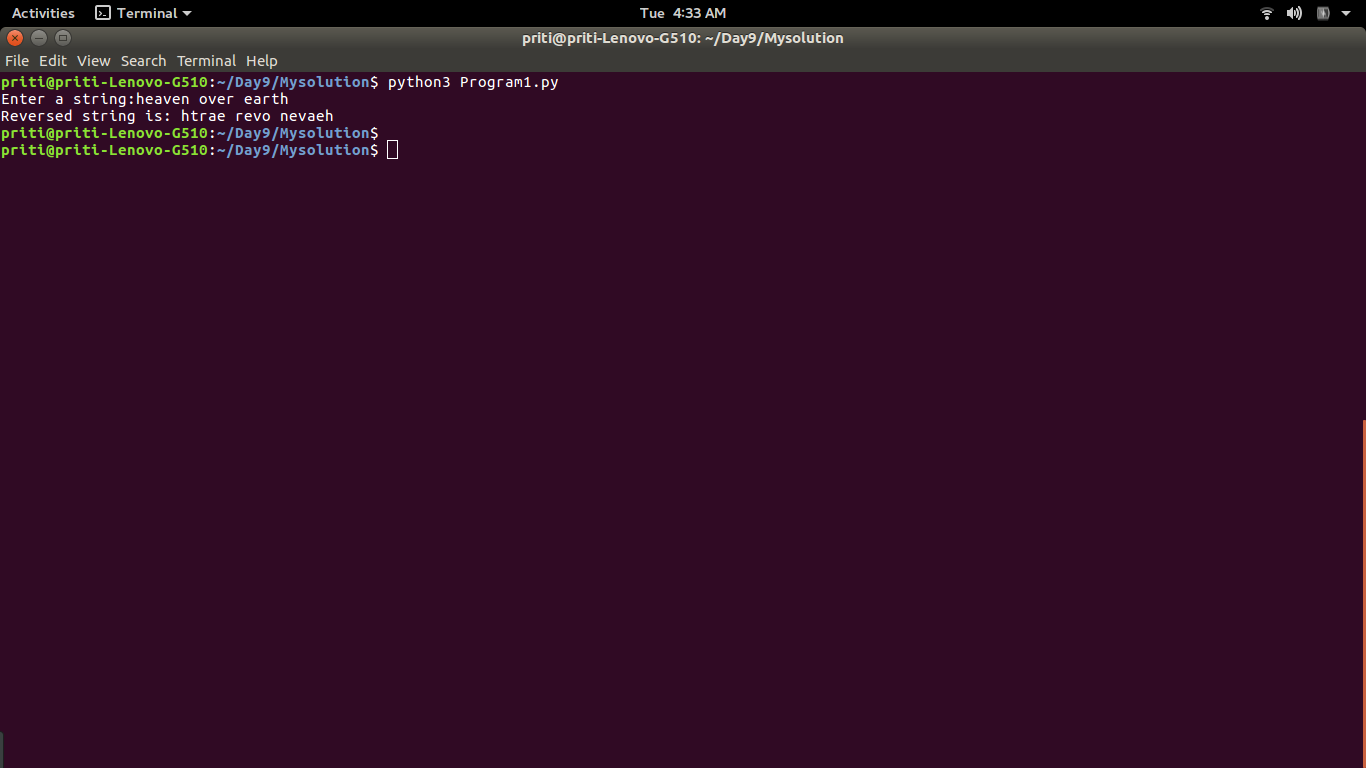 Activities Terminal Tue 4:33 AM
priti@priti-Lenovo-G510: ~/Day9/Mysolution
File Edit View Search Terminal Help
priti@priti-Lenovo-G510:~/Day9/Mysolution$ python3 Program1.py
Enter a string:heaven over earth
Reversed string is: htrae revo nevaeh
priti@priti-Lenovo-G510:~/Day9/Mysolution$
priti@priti-Lenovo-G510:~/Day9/Mysolution$